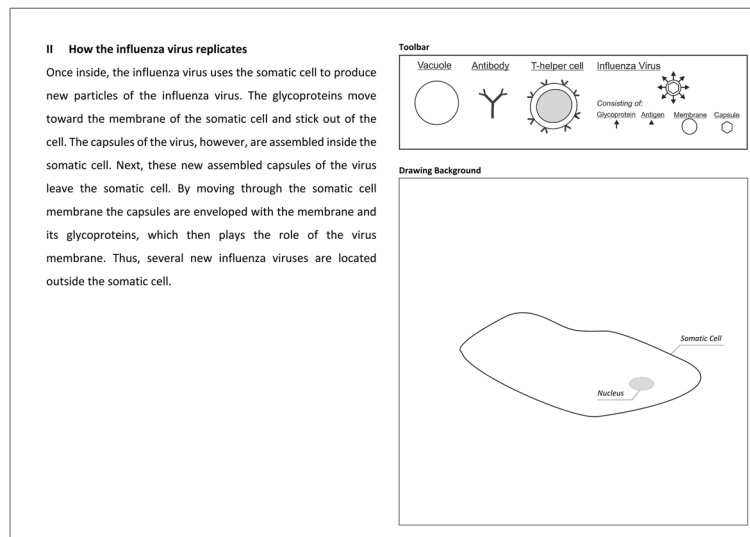 II How the influenza virus replicates
Once inside, the influenza virus uses the somatic cell to produce
new particles of the influenza virus. The glycoproteins move
toward the membrane of the somatic cell and stick out of the
cell. The capsules of the virus, however, are assembled inside the
somatic cell. Next, these new assembled capsules of the virus
leave the somatic cell. By moving through the somatic cell
membrane the capsules are enveloped with the membrane and
its glycoproteins, which then plays the role of the virus
membrane. Thus, several new influenza viruses are located
outside the somatic cell.
Toolbar
Vacuole Antibody T-helper cell Influenza Virus
Consisting of:
Glycoprotein Antigen Membrane Capsule
Drawing Background
Somatic Cell
Nucleus